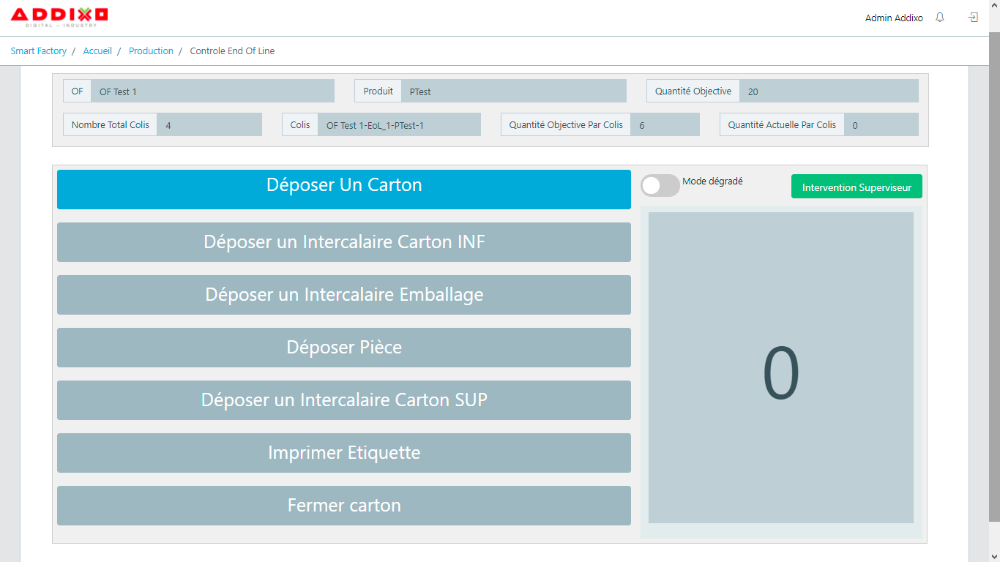 ADDIXO
DIGITAL - INDUSTRY
Admin Addixo
Smart Factory / Accueil / Production / Controle End Of Line
OF OF Test 1 Produit PTest Quantité Objective 20
Nombre Total Colis 4 Colis OF Test 1-EoL_1-PTest-1 Quantité Objective Par Colis 6 Quantité Actuelle Par Colis 0
Déposer Un Carton
Mode dégradé
Intervention Superviseur
Déposer un Intercalaire Carton INF
Déposer un Intercalaire Emballage
Déposer Pièce
Déposer un Intercalaire Carton SUP
Imprimer Etiquette
Fermer carton
0